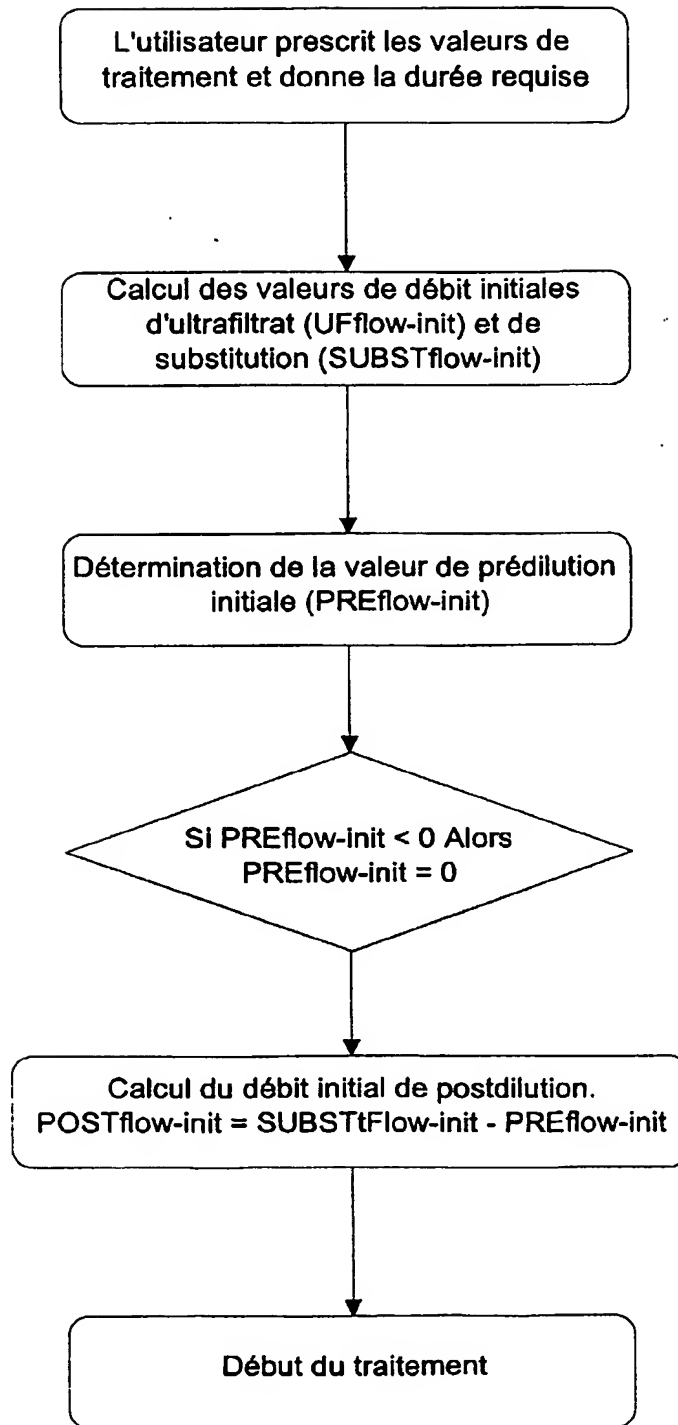 L'utilisateur prescrit les valeurs de
traitement et donne la durée requise
Calcul des valeurs de débit initiales
d'ultrafiltrat (UFflow-init) et de
substitution (SUBSTflow-init)
Détermination de la valeur de prédilution
initiale (PREflow-init)
Si PREflow-init < 0 Alors
PREflow-init = 0
Calcul du débit initial de postdilution.
POSTflow-init = SUBSTtFlow-init - PREflow-init
Début du traitement